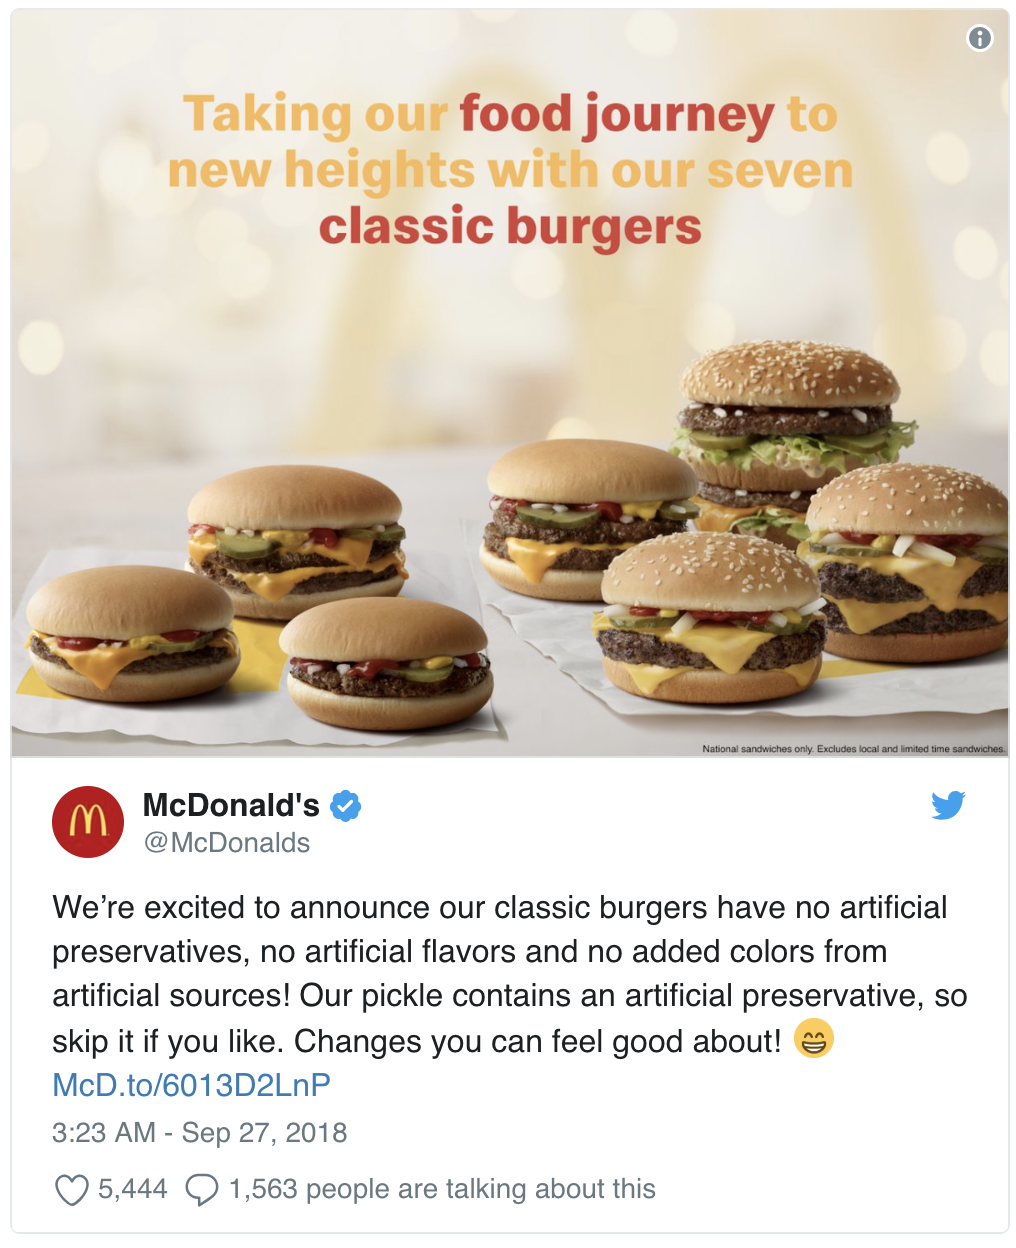 Taking our food journey to
new heights with our seven
classic burgers
National sandwiches only. Excludes local and limited time sandwiches.
McDonald's
@McDonalds
We’re excited to announce our classic burgers have no artificial
preservatives, no artificial flavors and no added colors from
artificial sources! Our pickle contains an artificial preservative, so
skip it if you like. Changes you can feel good about! 😁
McD.to/6013D2LnP
3:23 AM - Sep 27, 2018
5,444 1,563 people are talking about this